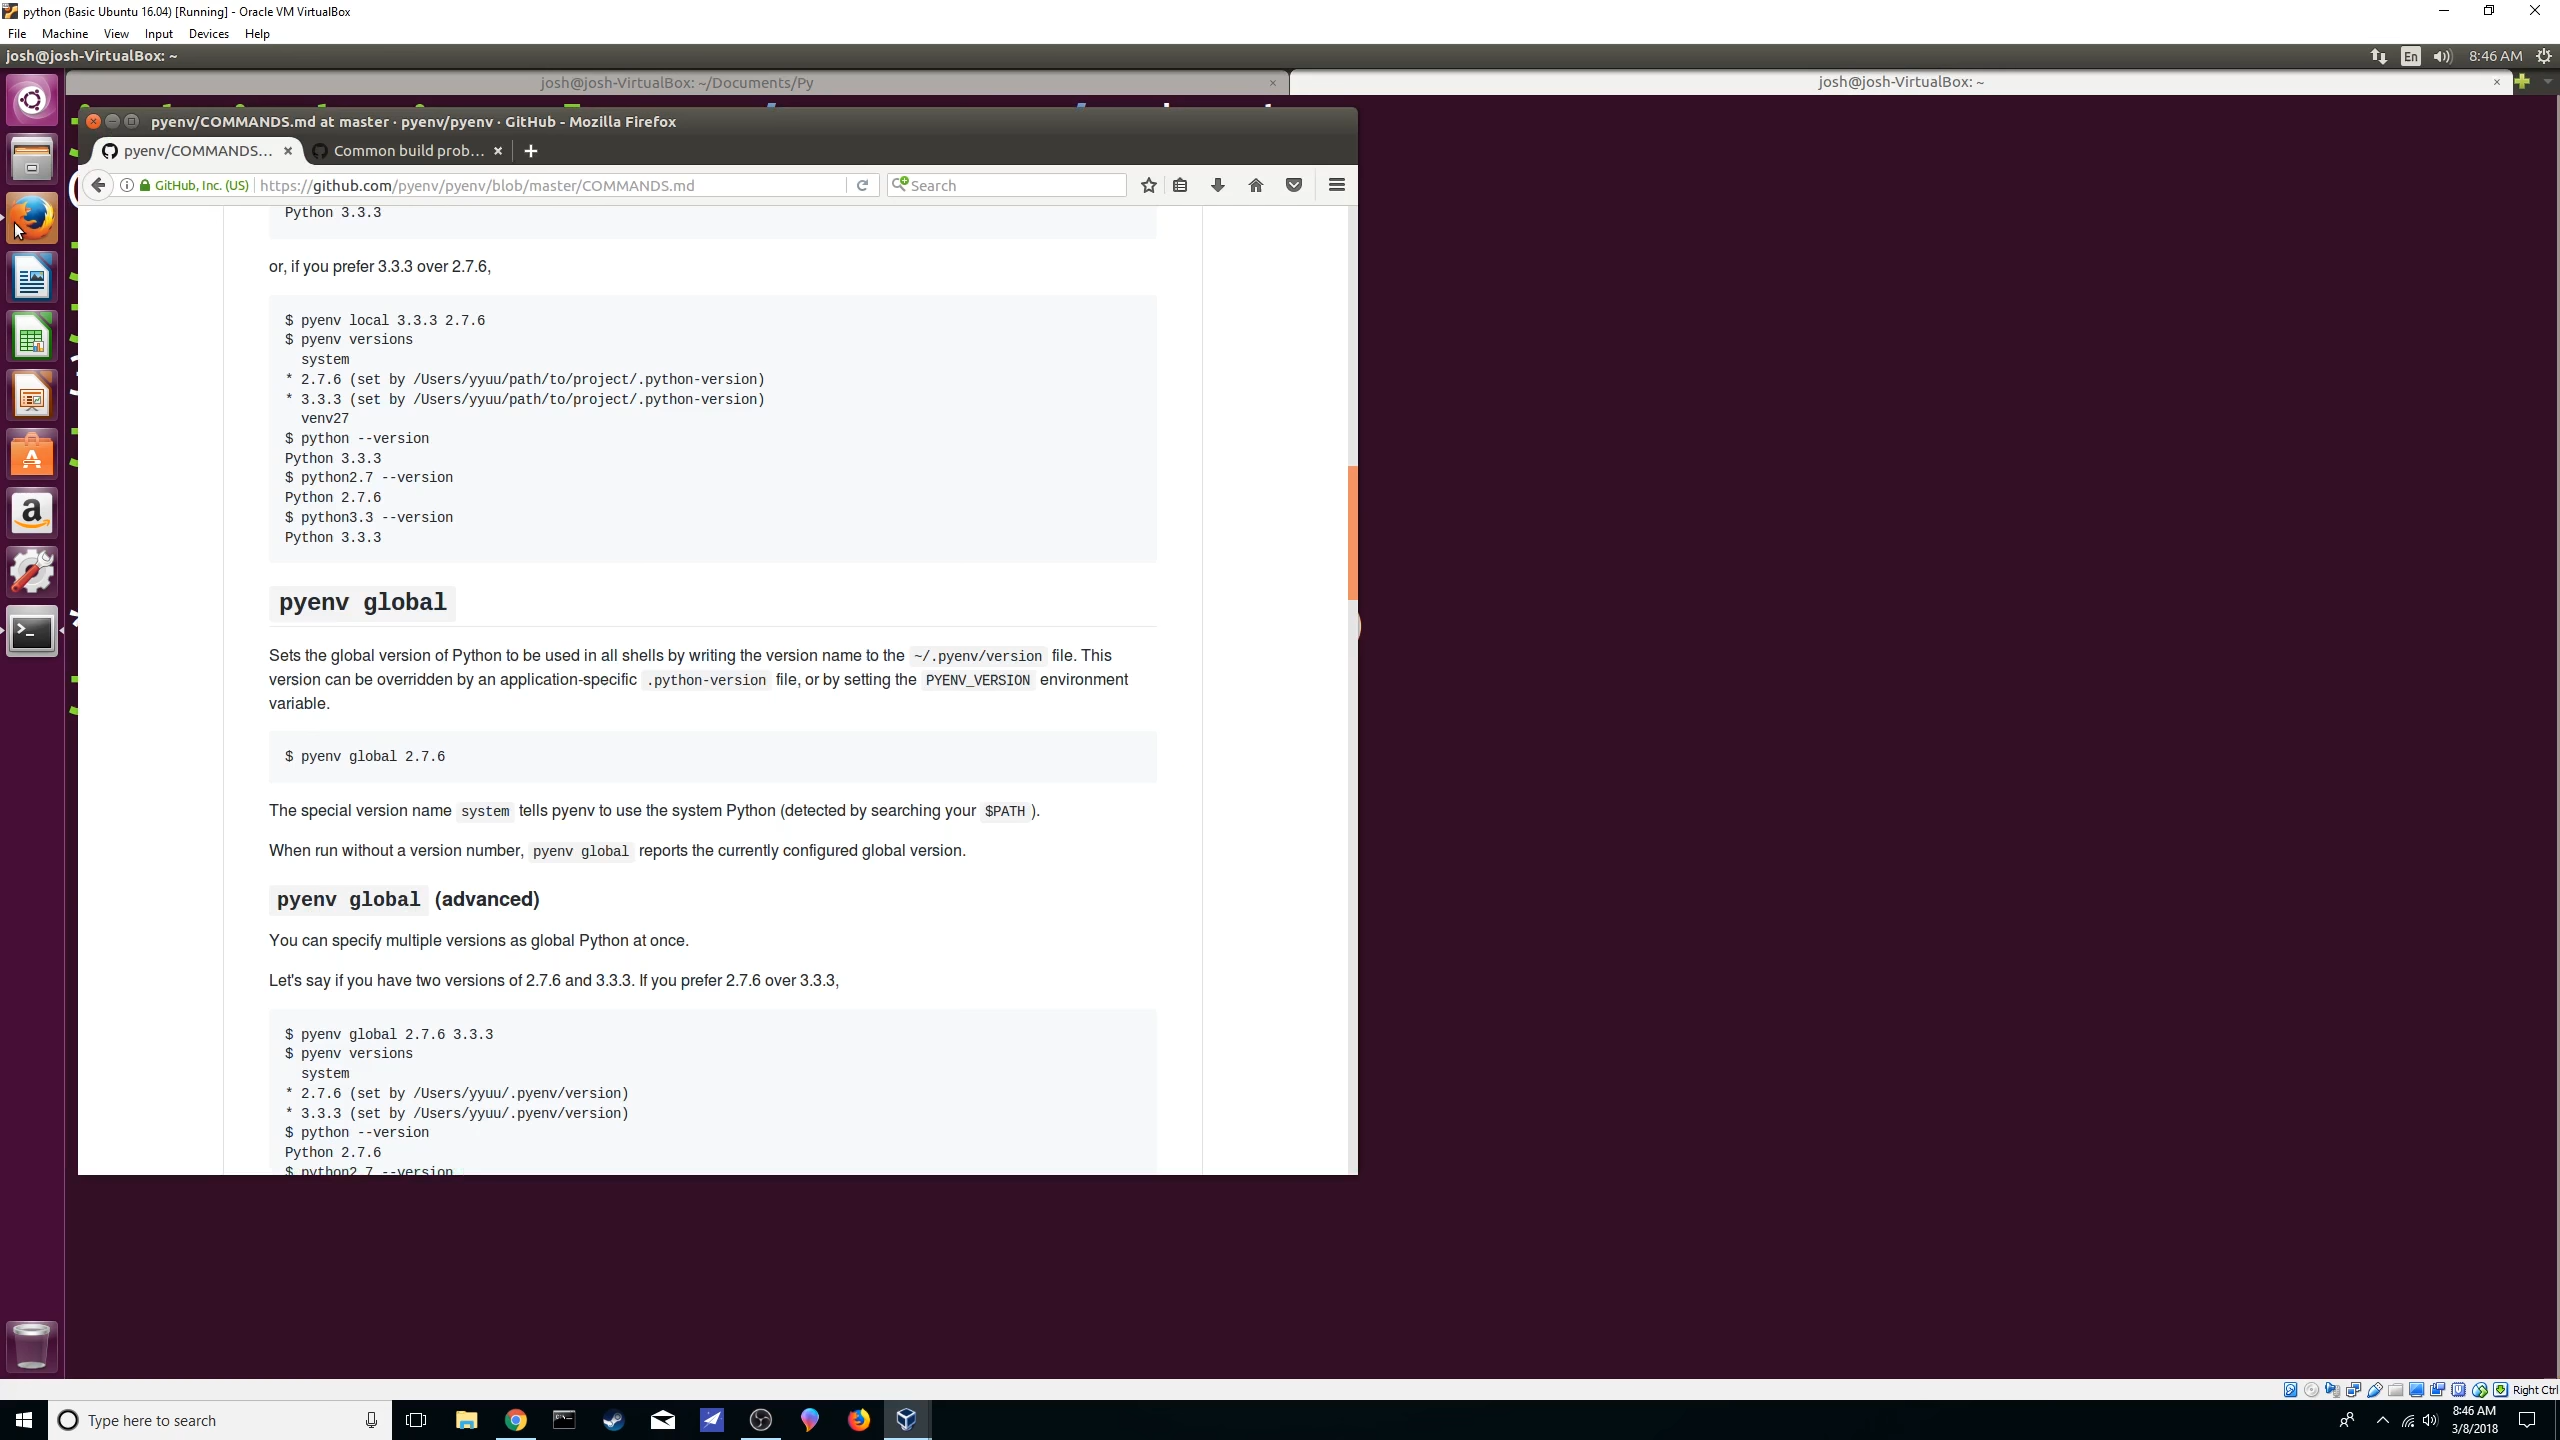 python (Basic Ubuntu 16.04) [Running] - Oracle VM VirtualBox
File Machine View Input Devices Help
josh@josh-VirtualBox: ~
En 8:46 AM
josh@josh-VirtualBox: ~/Documents/Py
josh@josh-VirtualBox: ~
pyenv/COMMANDS.md at master · pyenv/pyenv · GitHub - Mozilla Firefox
pyenv/COMMANDS...
Common build prob...
GitHub, Inc. (US)
https://github.com/pyenv/pyenv/blob/master/COMMANDS.md
Search
Python 3.3.3
or, if you prefer 3.3.3 over 2.7.6,
$ pyenv local 3.3.3 2.7.6
$ pyenv versions
system
* 2.7.6 (set by /Users/yyuu/path/to/project/.python-version)
* 3.3.3 (set by /Users/yyuu/path/to/project/.python-version)
venv27
$ python --version
Python 3.3.3
$ python2.7 --version
Python 2.7.6
$ python3.3 --version
Python 3.3.3
pyenv global
Sets the global version of Python to be used in all shells by writing the version name to the ~/.pyenv/version file. This
version can be overridden by an application-specific .python-version file, or by setting the PYENV_VERSION environment
variable.
$ pyenv global 2.7.6
The special version name system tells pyenv to use the system Python (detected by searching your $PATH ).
When run without a version number, pyenv global reports the currently configured global version.
pyenv global (advanced)
You can specify multiple versions as global Python at once.
Let's say if you have two versions of 2.7.6 and 3.3.3. If you prefer 2.7.6 over 3.3.3,
$ pyenv global 2.7.6 3.3.3
$ pyenv versions
system
* 2.7.6 (set by /Users/yyuu/.pyenv/version)
* 3.3.3 (set by /Users/yyuu/.pyenv/version)
$ python --version
Python 2.7.6
$ python2.7 --version
Right Ctrl
Type here to search
8:46 AM
3/8/2018